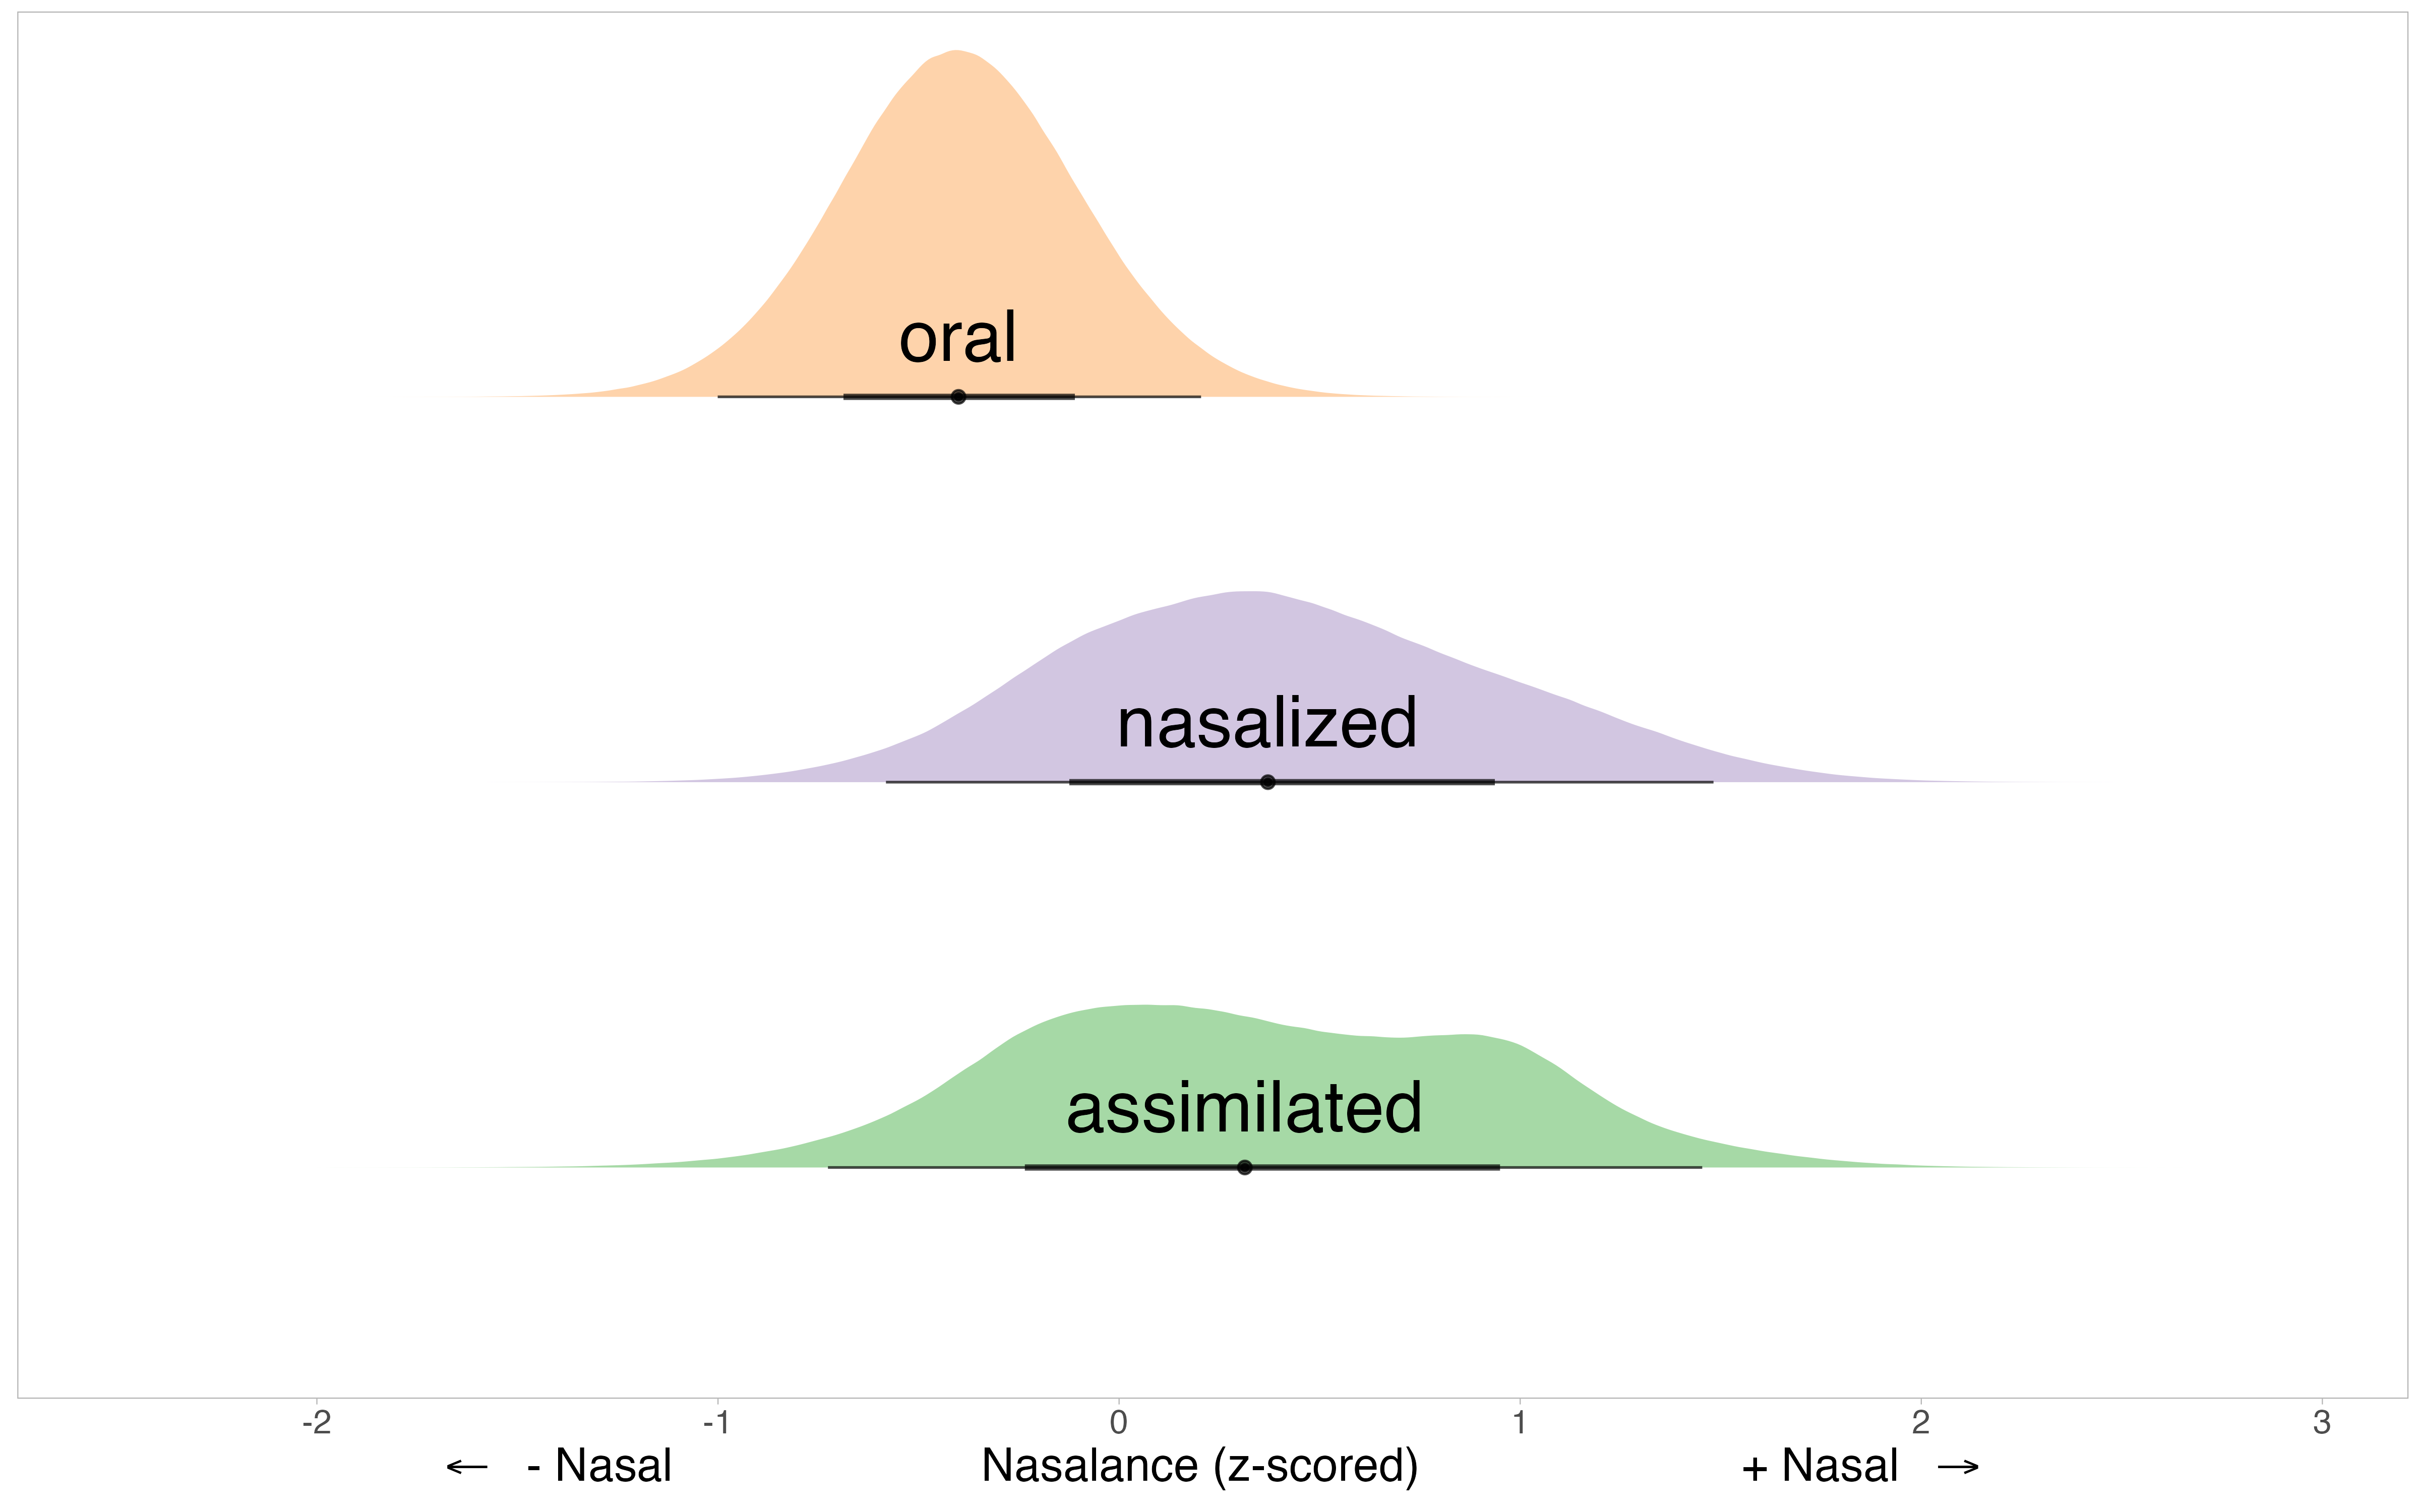 oral
nasalized
assimilated
-2 -1 0 1 2 3
← - Nasal Nasalance (z-scored) + Nasal →